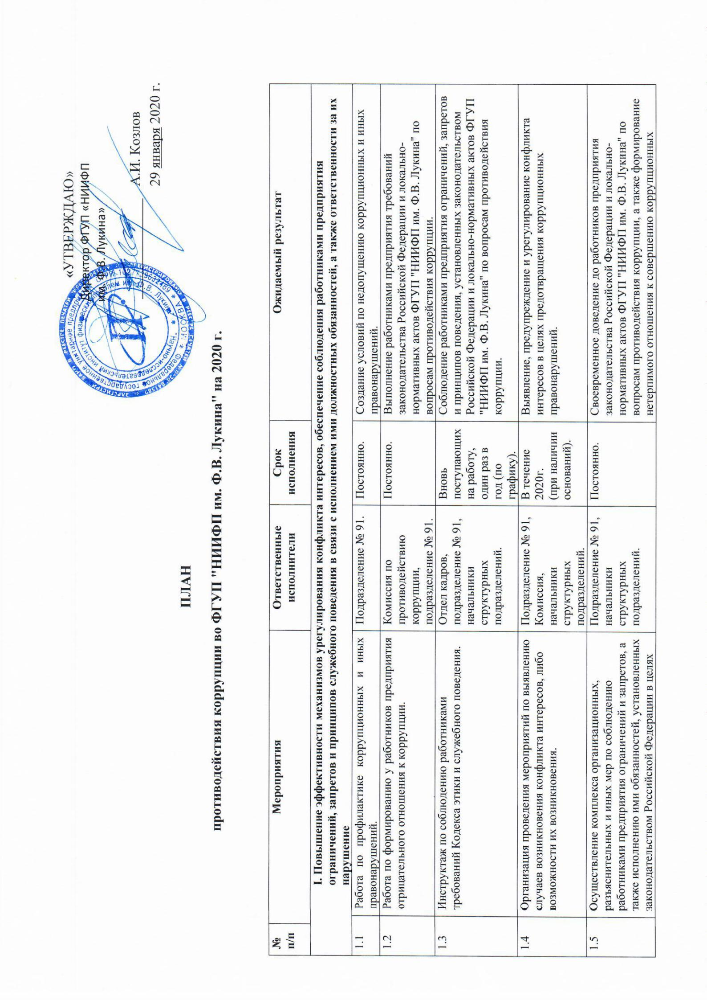 «УТВЕРЖДАЮ»
Директор ФГУП «НИИФП
им. Ф.В. Лукина»
А.И. Козлов
29 января 2020 г.
ПЛАН
противодействия коррупции во ФГУП "НИИФП им. Ф.В. Лукина" на 2020 г.
№
п/п
Мероприятия
Ответственные
исполнители
Срок
исполнения
Ожидаемый результат
I. Повышение эффективности механизмов урегулирования конфликта интересов, обеспечение соблюдения работниками предприятия
ограничений, запретов и принципов служебного поведения в связи с исполнением ими должностных обязанностей, а также ответственности за их
нарушение
1.1
Работа по профилактике коррупционных и иных
правонарушений.
Подразделение № 91.
Постоянно.
Создание условий по недопущению коррупционных и иных
правонарушений.
1.2
Работа по формированию у работников предприятия
отрицательного отношения к коррупции.
Комиссия по
противодействию
коррупции,
подразделение № 91.
Постоянно.
Выполнение работниками предприятия требований
законодательства Российской Федерации и локально-
нормативных актов ФГУП "НИИФП им. Ф.В. Лукина" по
вопросам противодействия коррупции.
1.3
Инструктаж по соблюдению работниками
требований Кодекса этики и служебного поведения.
Отдел кадров,
подразделение № 91,
начальники
структурных
подразделений.
Вновь
поступающих
на работу,
один раз в
год (по
графику).
Соблюдение работниками предприятия ограничений, запретов
и принципов поведения, установленных законодательством
Российской Федерации и локально-нормативных актов ФГУП
"НИИФП им. Ф.В. Лукина" по вопросам противодействия
коррупции.
1.4
Организация проведения мероприятий по выявлению
случаев возникновения конфликта интересов, либо
возможности их возникновения.
Подразделение № 91,
Комиссия,
начальники
структурных
подразделений.
В течение
2020г.
(при наличии
оснований).
Выявление, предупреждение и урегулирование конфликта
интересов в целях предотвращения коррупционных
правонарушений.
1.5
Осуществление комплекса организационных,
разъяснительных и иных мер по соблюдению
работниками предприятия ограничений и запретов, а
также исполнению ими обязанностей, установленных
законодательством Российской Федерации в целях
Подразделение № 91,
начальники
структурных
подразделений.
Постоянно.
Своевременное доведение до работников предприятия
законодательства Российской Федерации и локально-
нормативных актов ФГУП "НИИФП им. Ф.В. Лукина" по
вопросам противодействия коррупции, а также формирование
нетерпимого отношения к совершению коррупционных